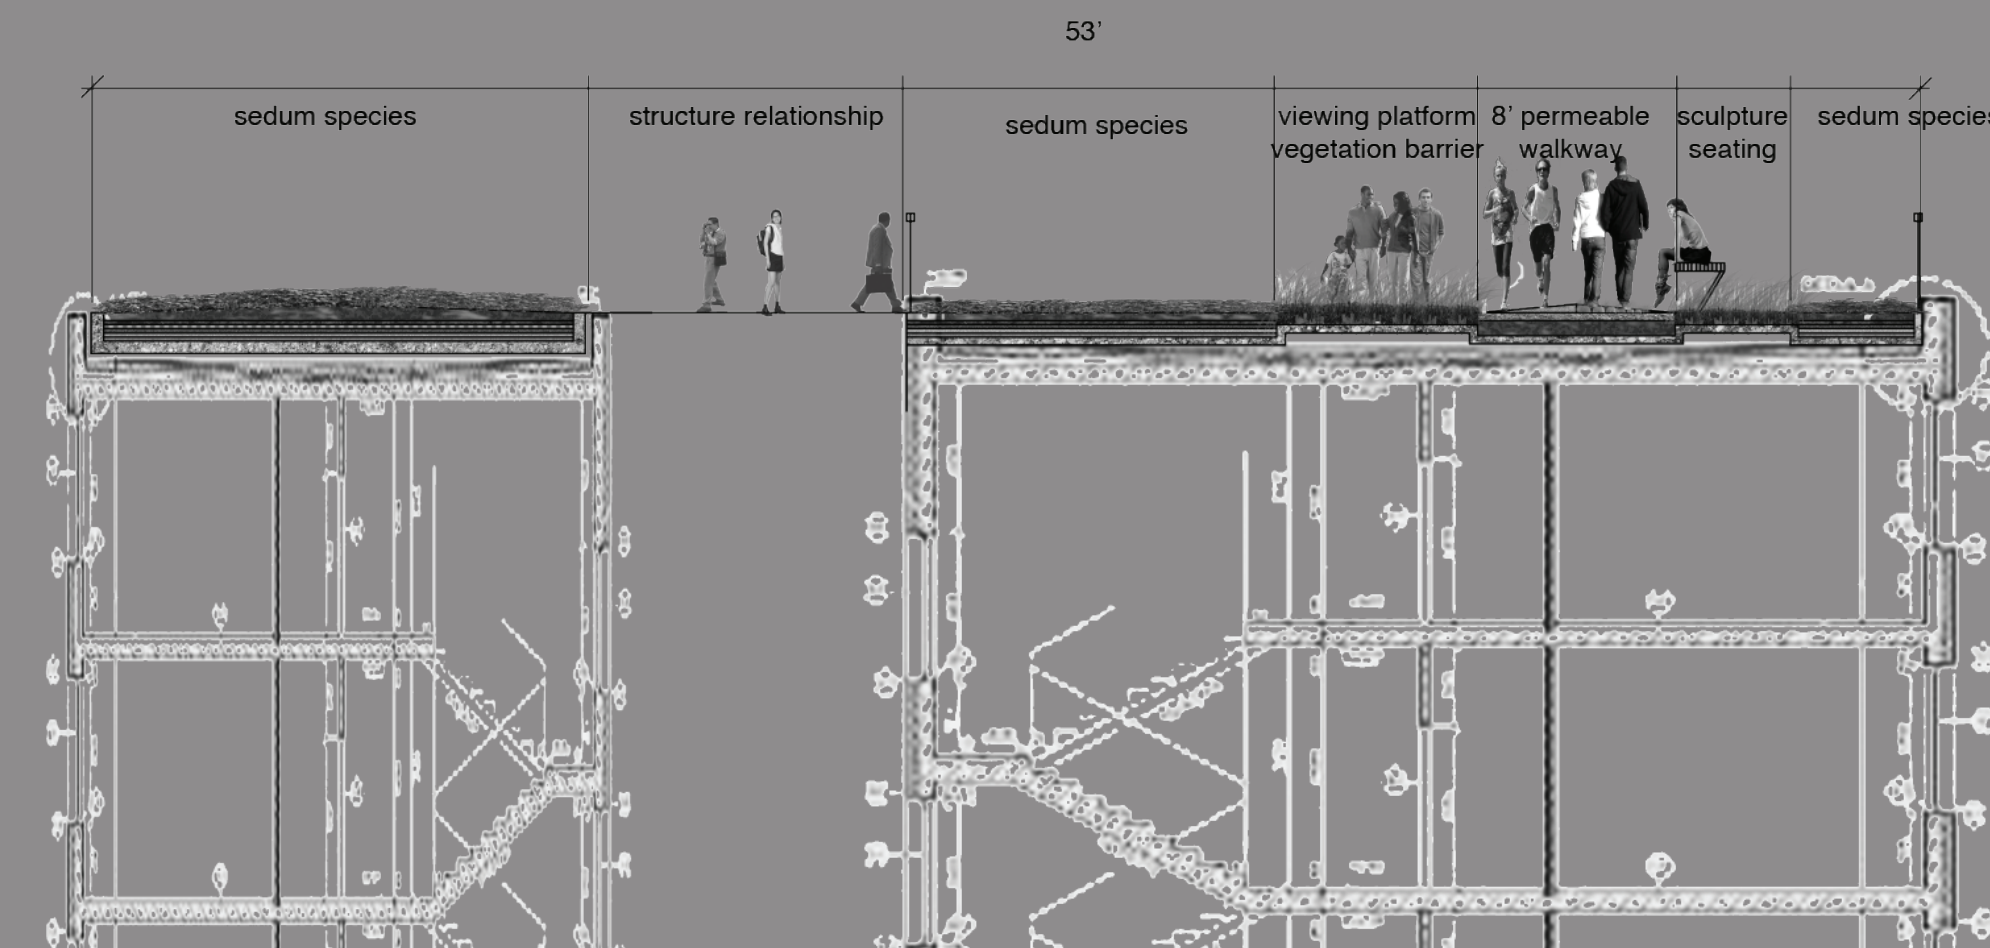 53’
sedum species
structure relationship
sedum species
viewing platform
vegetation barrier
8’ permeable
walkway
sculpture
seating
sedum species